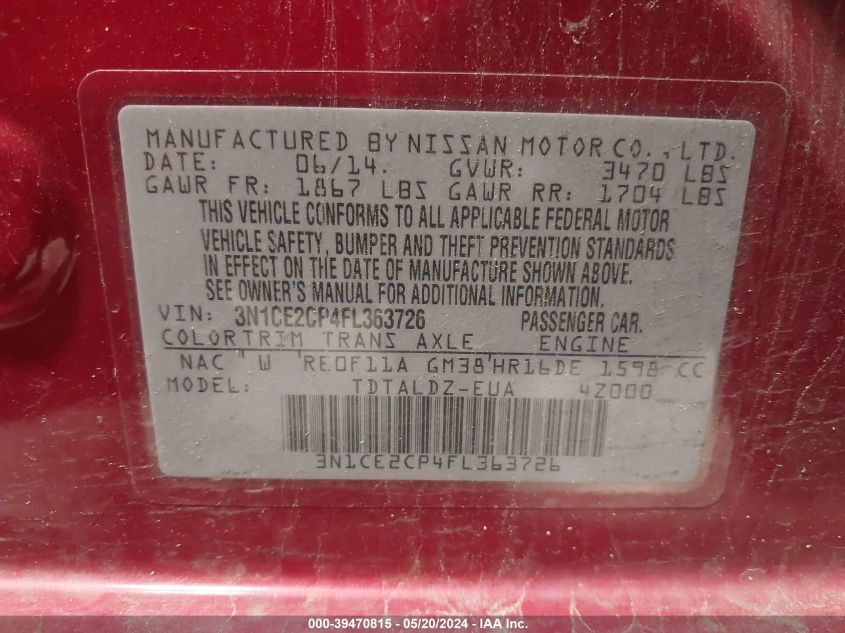 MANUFACTURED BY NISSAN MOTOR CO., LTD.
DATE: 06/14. GVWR: 3470 LBS
GAWR FR: 1867 LBS GAWR RR: 1704 LBS
THIS VEHICLE CONFORMS TO ALL APPLICABLE FEDERAL MOTOR
VEHICLE SAFETY, BUMPER AND THEFT PREVENTION STANDARDS
IN EFFECT ON THE DATE OF MANUFACTURE SHOWN ABOVE.
SEE OWNER'S MANUAL FOR ADDITIONAL INFORMATION.
VIN: 3N1CE2CP4FL363726 PASSENGER CAR.
COLOR TRIM TRANS AXLE ENGINE
NAC W RE0F11A GM38 HR16DE 1598 CC
MODEL: TDTALDZ-EUA 4Z000
3N1CE2CP4FL363726
000-39470815 - 05/20/2024 - IAA Inc.